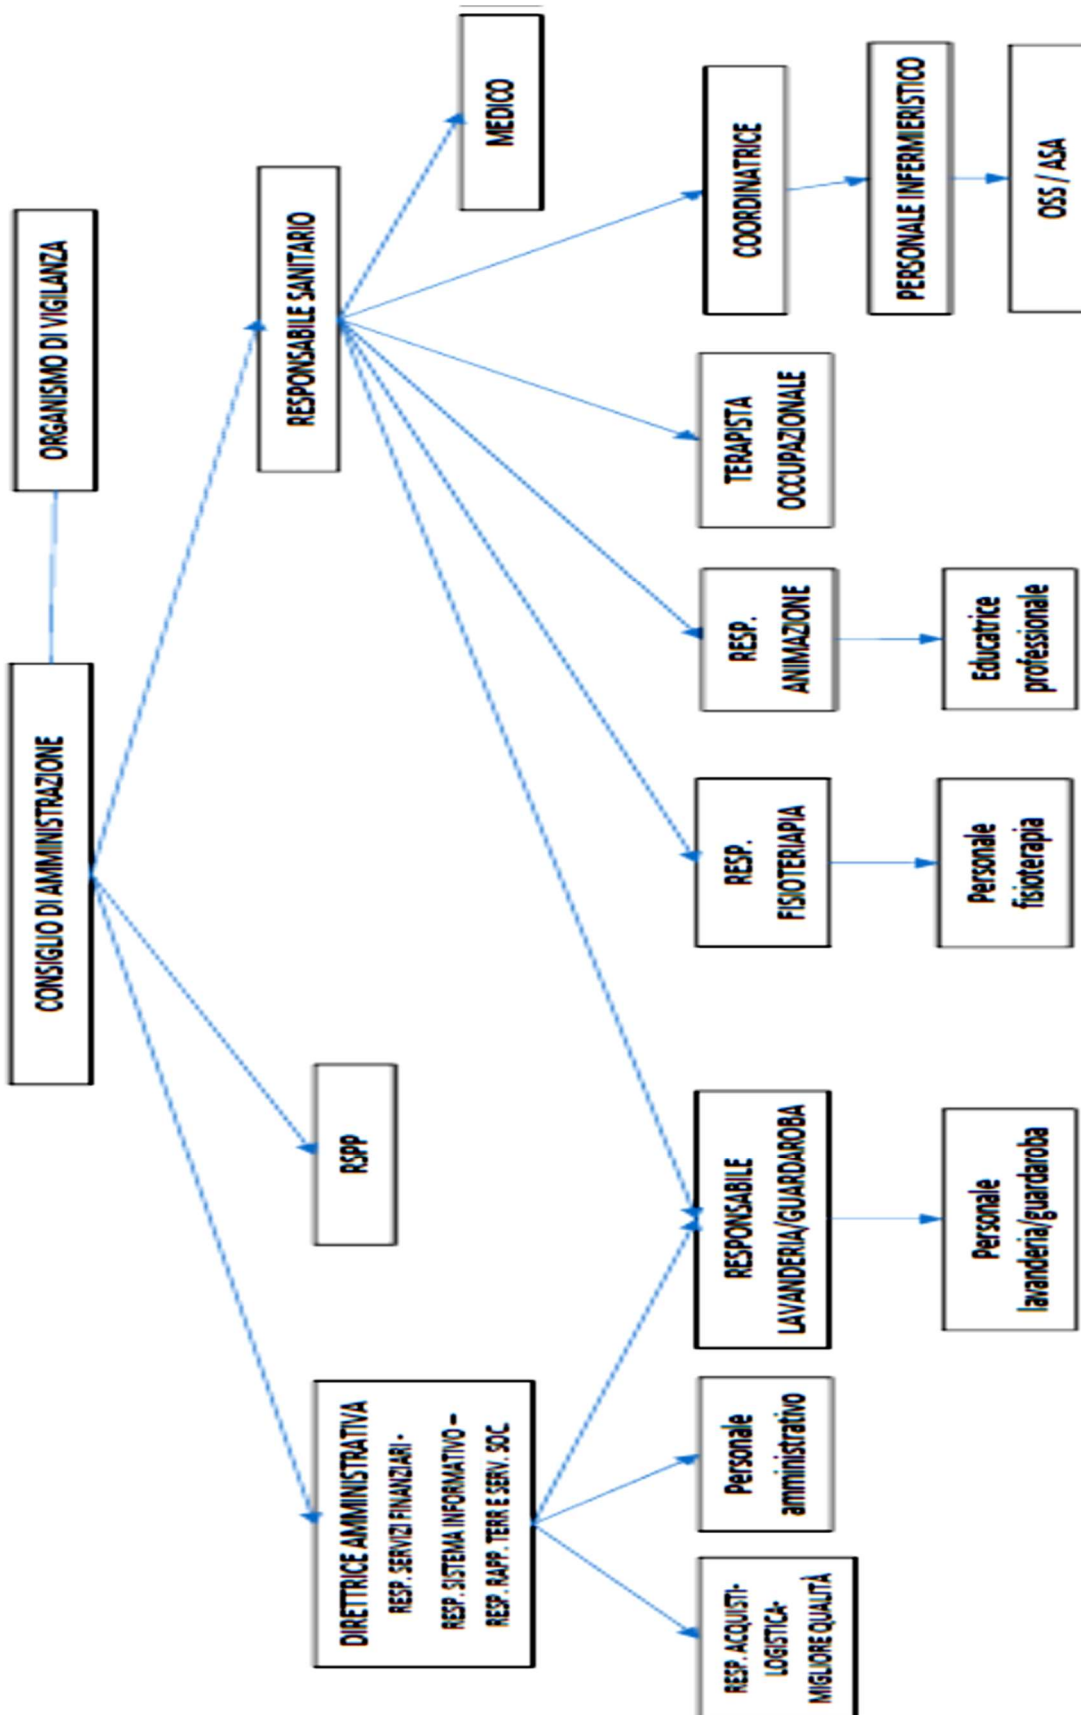 CONSIGLIO DI AMMINISTRAZIONE
ORGANISMO DI VIGILANZA
DIRETTRICE AMMINISTRATIVA
RESP. SERVIZI FINANZIARI -
RESP. SISTEMA INFORMATIVO –
RESP. RAPP. TERR E SERV. SOC.
RSPP
RESPONSABILE SANITARIO
MEDICO
RESP. ACQUISTI-
LOGISTICA-
MIGLIORE QUALITÀ
Personale
amministrativo
RESPONSABILE
LAVANDERIA/GUARDAROBA
RESP.
FISIOTERIAPIA
RESP.
ANIMAZIONE
TERAPISTA
OCCUPAZIONALE
COORDINATRICE
PERSONALE INFERMIERISTICO
Personale
lavanderia/guardaroba
Personale
fisioterapia
Educatrice
professionale
OSS / ASA